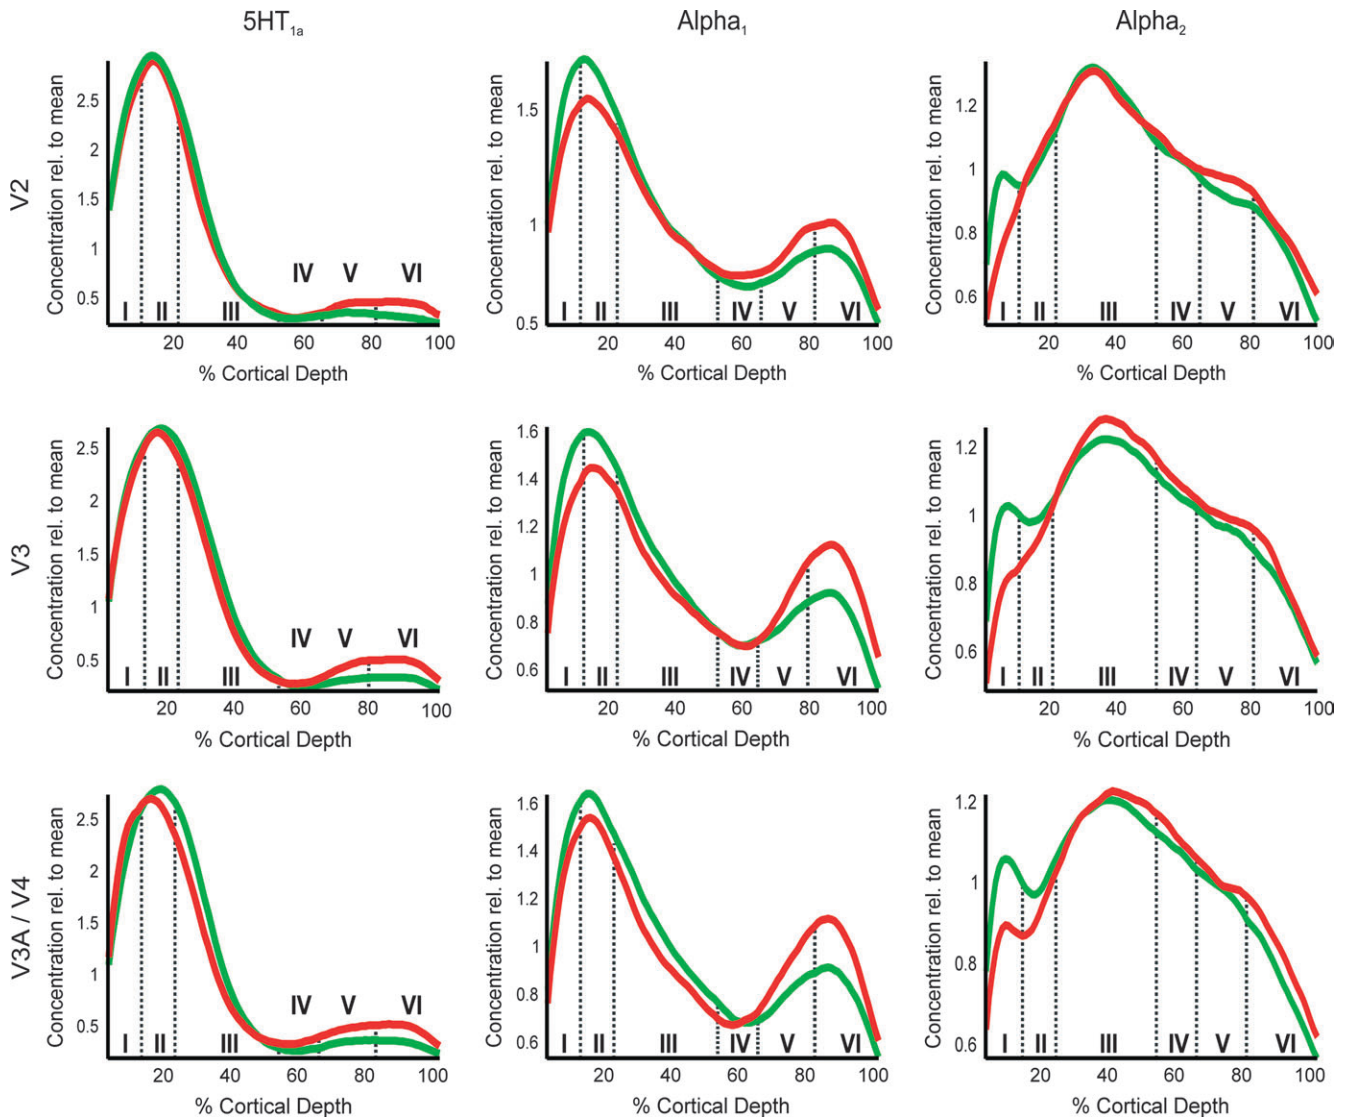 5HT1a
Alpha1
Alpha2
V2
Concentration rel. to mean
2.5
2
1.5
1
0.5
I II III IV V VI
20 40 60 80 100
% Cortical Depth
Concentration rel. to mean
1.5
1
0.5
I II III IV V VI
20 40 60 80 100
% Cortical Depth
Concentration rel. to mean
1.2
1
0.8
0.6
I II III IV V VI
20 40 60 80 100
% Cortical Depth
V3
Concentration rel. to mean
2.5
2
1.5
1
0.5
I II III IV V VI
20 40 60 80 100
% Cortical Depth
Concentration rel. to mean
1.6
1.4
1.2
1
0.8
0.6
I II III IV V VI
20 40 60 80 100
% Cortical Depth
Concentration rel. to mean
1.2
1
0.8
0.6
I II III IV V VI
20 40 60 80 100
% Cortical Depth
V3A / V4
Concentration rel. to mean
2.5
2
1.5
1
0.5
I II III IV V VI
20 40 60 80 100
% Cortical Depth
Concentration rel. to mean
1.6
1.4
1.2
1
0.8
0.6
I II III IV V VI
20 40 60 80 100
% Cortical Depth
Concentration rel. to mean
1.2
1
0.8
0.6
I II III IV V VI
20 40 60 80 100
% Cortical Depth